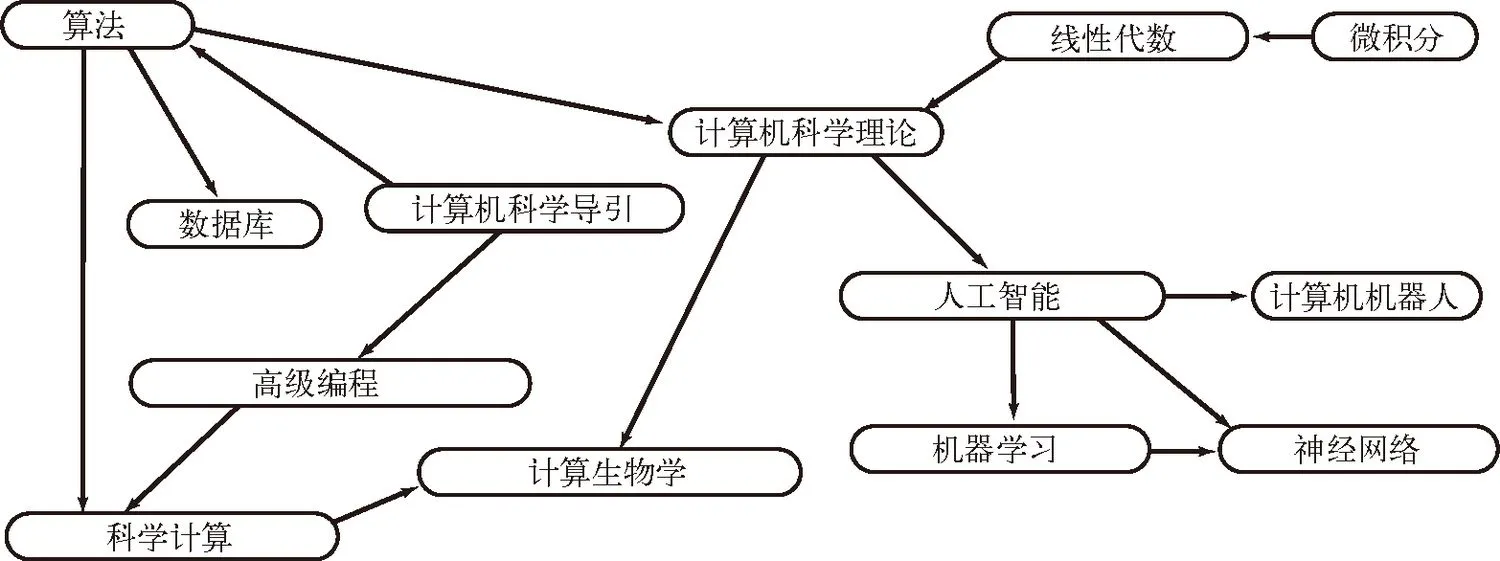 算法
线性代数
微积分
计算机科学理论
数据库
计算机科学导引
人工智能
计算机机器人
高级编程
机器学习
神经网络
计算生物学
科学计算